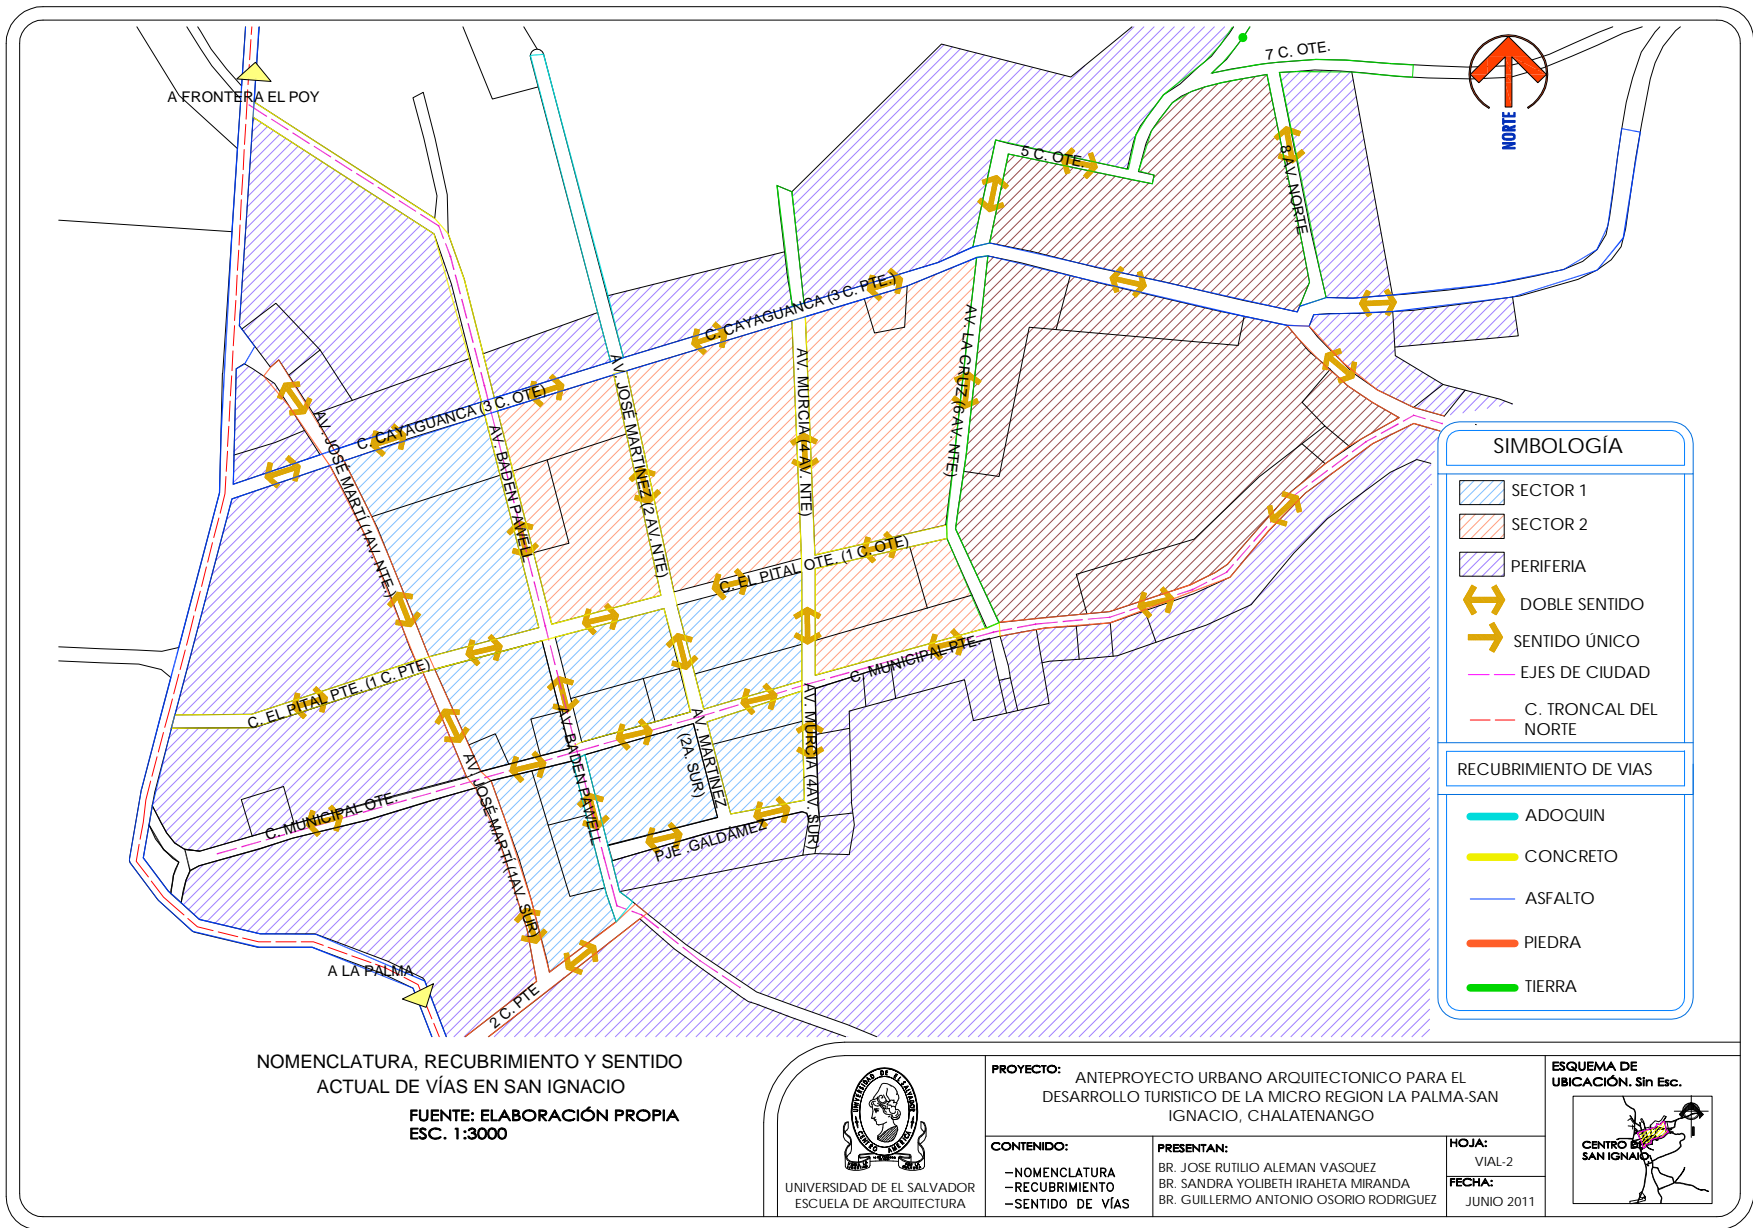 7 C. OTE.
A FRONTERA EL POY
NORTE
5 C. OTE.
8 AV. NORTE
C. CAYAGUANCA (3 C. PTE.)
AV. LA CRUZ (6 AV. NTE)
AV. MURCIA (4 AV. NTE)
AV. JOSÉ MARTINEZ (2 AV. NTE)
C. CAYAGUANCA (3 C. OTE)
AV. BADEN PAWELL
AV. JOSÉ MARTÍ (1AV. NTE.)
C. EL PITAL OTE. (1 C. OTE)
C. EL PITAL PTE. (1 C. PTE)
C. MUNICIPAL PTE.
AV. BADEN PAWELL
AV. MARTINEZ
(2A. SUR)
AV. MURCIA (4AV. SUR)
AV. JOSÉ MARTÍ (1AV. SUR)
C. MUNICIPAL OTE.
PJE .GALDAMEZ
A LA PALMA
2 C. PTE
SIMBOLOGÍA
SECTOR 1
SECTOR 2
PERIFERIA
DOBLE SENTIDO
SENTIDO ÚNICO
EJES DE CIUDAD
C. TRONCAL DEL
NORTE
RECUBRIMIENTO DE VIAS
ADOQUIN
CONCRETO
ASFALTO
PIEDRA
TIERRA
NOMENCLATURA, RECUBRIMIENTO Y SENTIDO
ACTUAL DE VÍAS EN SAN IGNACIO
FUENTE: ELABORACIÓN PROPIA
ESC. 1:3000
UNIVERSIDAD DE EL SALVADOR
CENTRO AMERICA
UNIVERSIDAD DE EL SALVADOR
ESCUELA DE ARQUITECTURA
PROYECTO:
ANTEPROYECTO URBANO ARQUITECTONICO PARA EL
DESARROLLO TURISTICO DE LA MICRO REGION LA PALMA-SAN
IGNACIO, CHALATENANGO
CONTENIDO:
-NOMENCLATURA
-RECUBRIMIENTO
-SENTIDO DE VÍAS
PRESENTAN:
BR. JOSE RUTILIO ALEMAN VASQUEZ
BR. SANDRA YOLIBETH IRAHETA MIRANDA
BR. GUILLERMO ANTONIO OSORIO RODRIGUEZ
HOJA:
VIAL-2
FECHA:
JUNIO 2011
ESQUEMA DE
UBICACIÓN. Sin Esc.
CENTRO DE
SAN IGNAIO